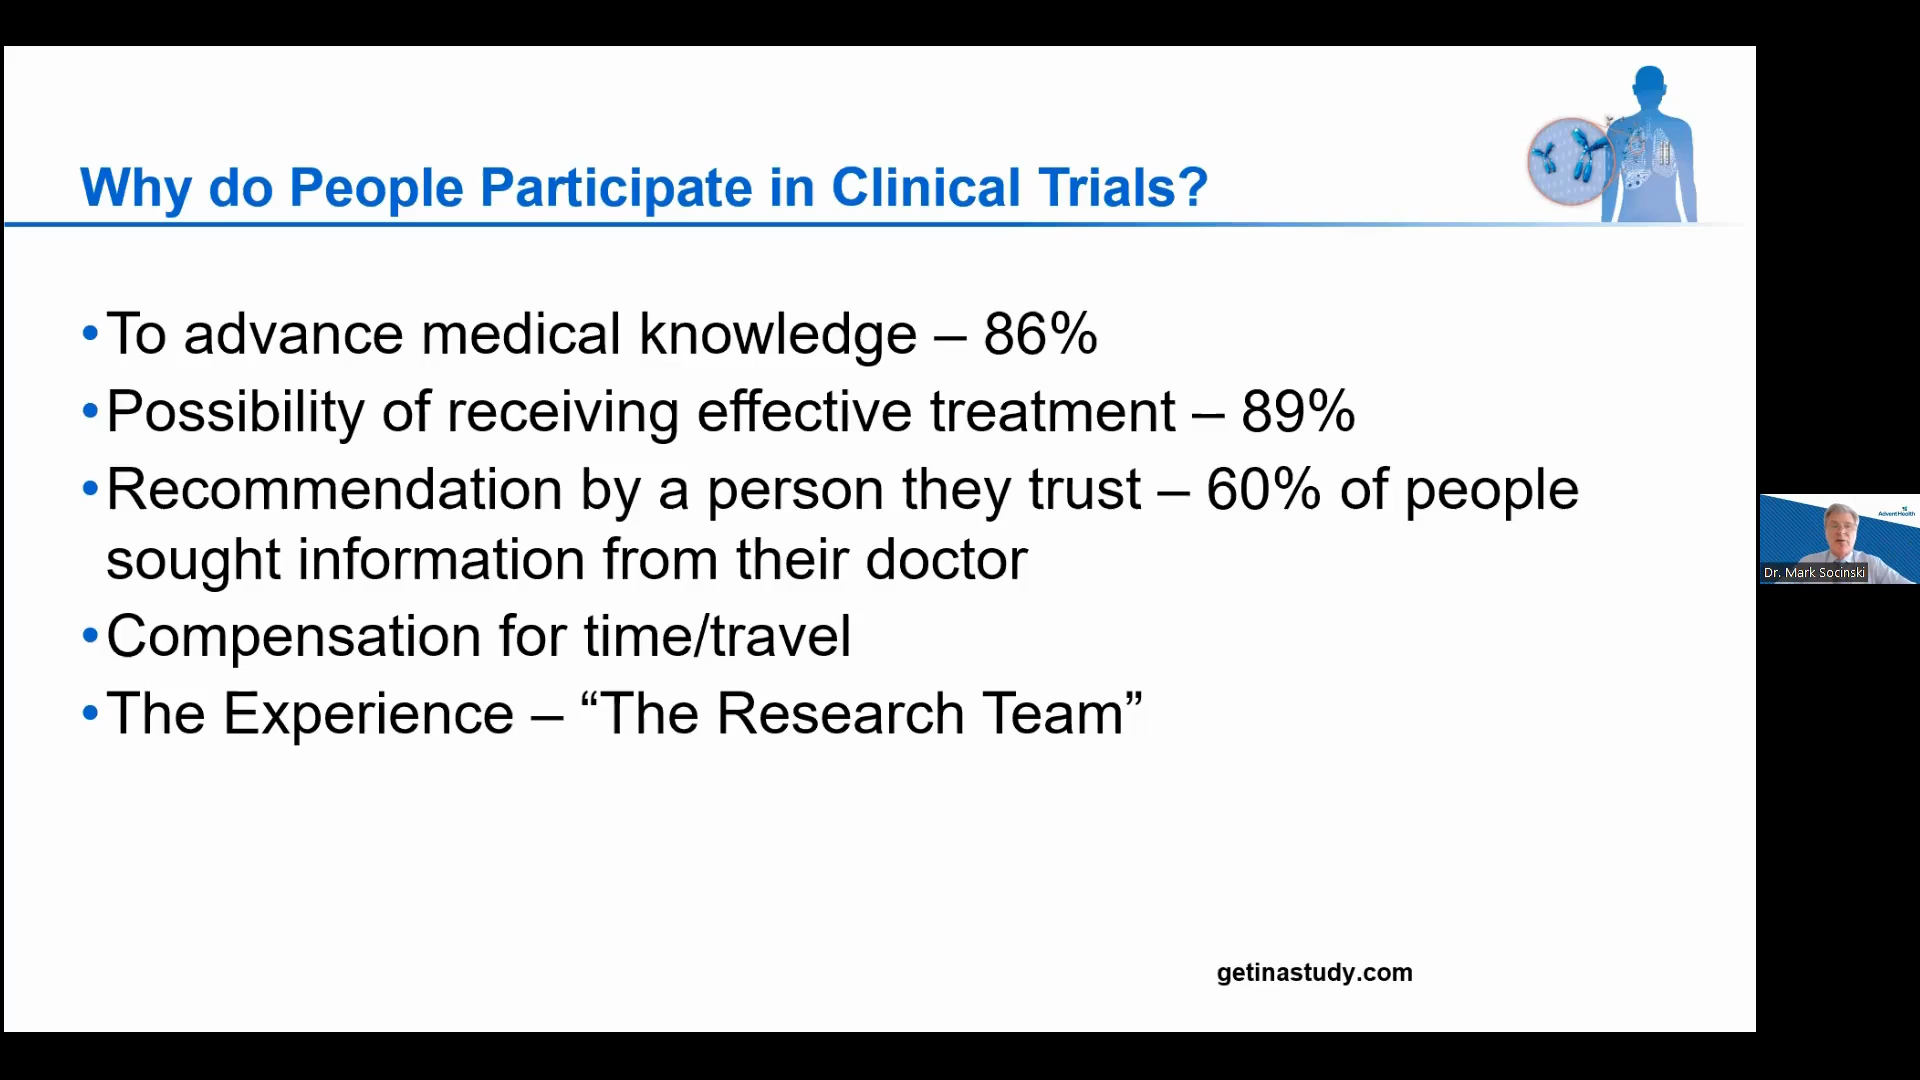 Why do People Participate in Clinical Trials?
•To advance medical knowledge – 86%
•Possibility of receiving effective treatment – 89%
•Recommendation by a person they trust – 60% of people
sought information from their doctor
•Compensation for time/travel
•The Experience – “The Research Team”
getinastudy.com
AdventHealth
Dr. Mark Socinski